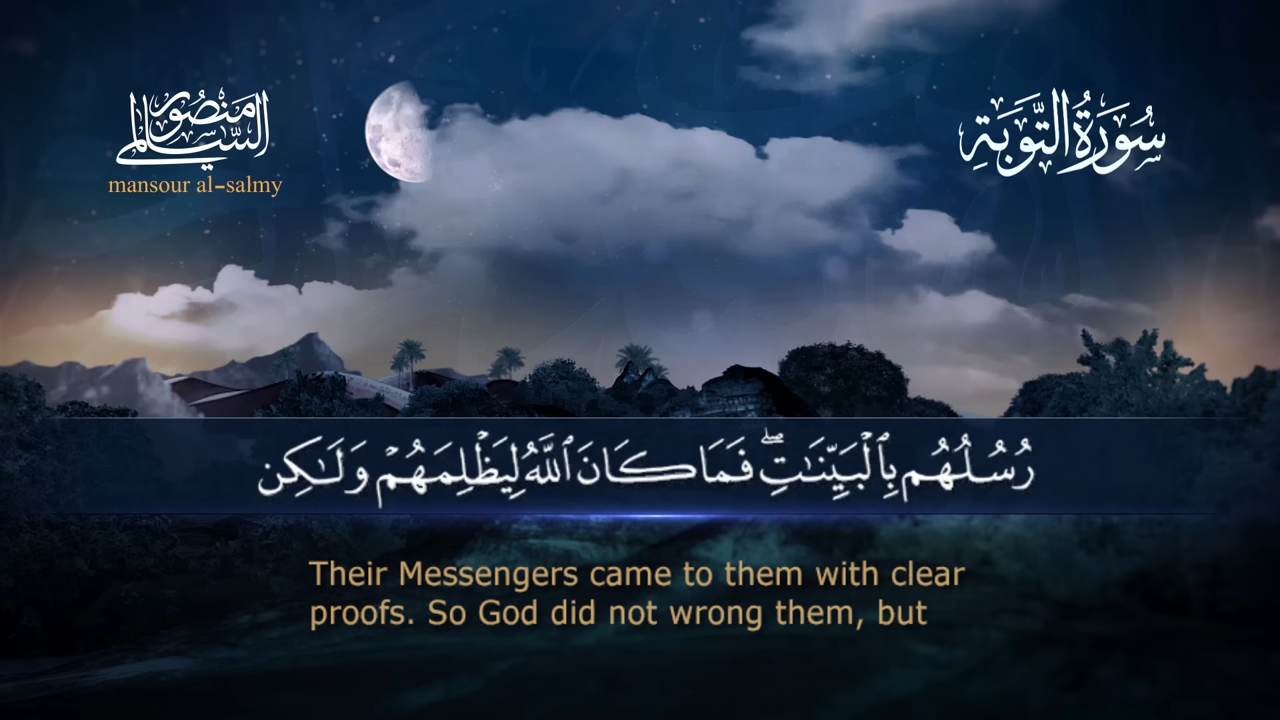 منصور السالمي
mansour al-salmy
سُورَةُ التَّوْبَةِ
رُسُلُهُم بِٱلْبَيِّنَٰتِ ۖ فَمَا كَانَ ٱللَّهُ لِيَظْلِمَهُمْ وَلَٰكِن
Their Messengers came to them with clear
proofs. So God did not wrong them, but